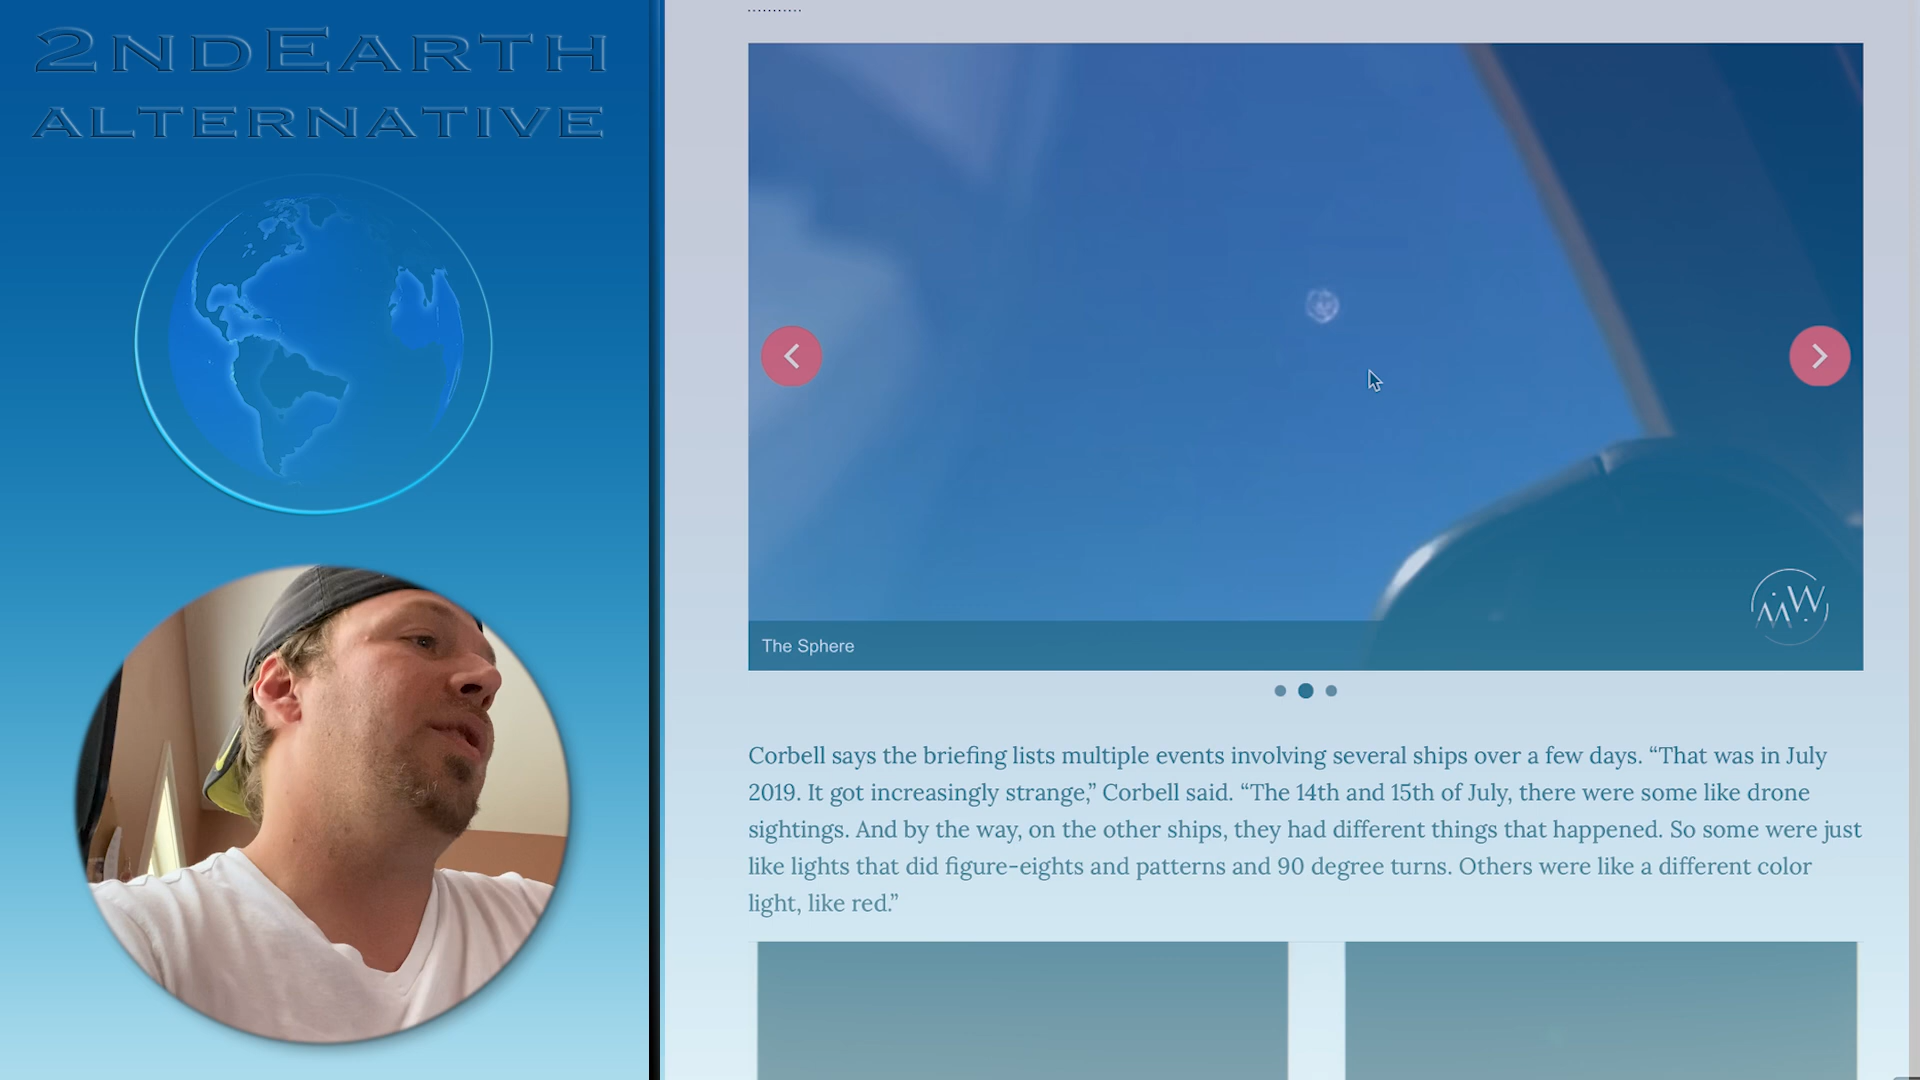 2NDEARTH
ALTERNATIVE
The Sphere
Corbell says the briefing lists multiple events involving several ships over a few days. “That was in July
2019. It got increasingly strange,” Corbell said. “The 14th and 15th of July, there were some like drone
sightings. And by the way, on the other ships, they had different things that happened. So some were just
like lights that did figure-eights and patterns and 90 degree turns. Others were like a different color
light, like red.”